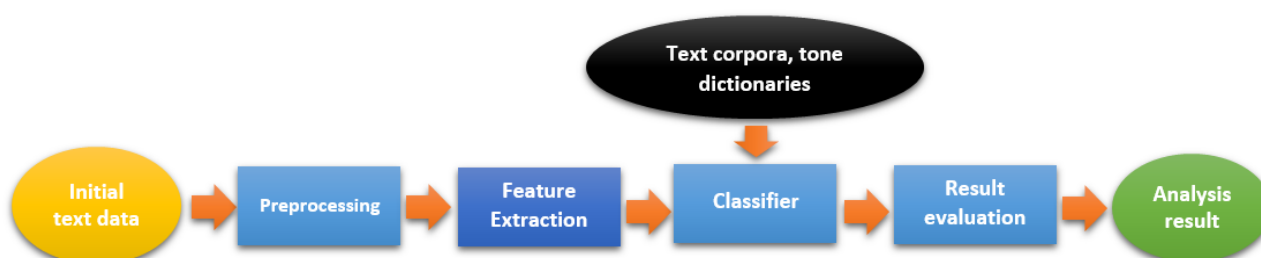 Text corpora, tone
dictionaries
Initial
text data
Preprocessing
Feature
Extraction
Classifier
Result
evaluation
Analysis
result